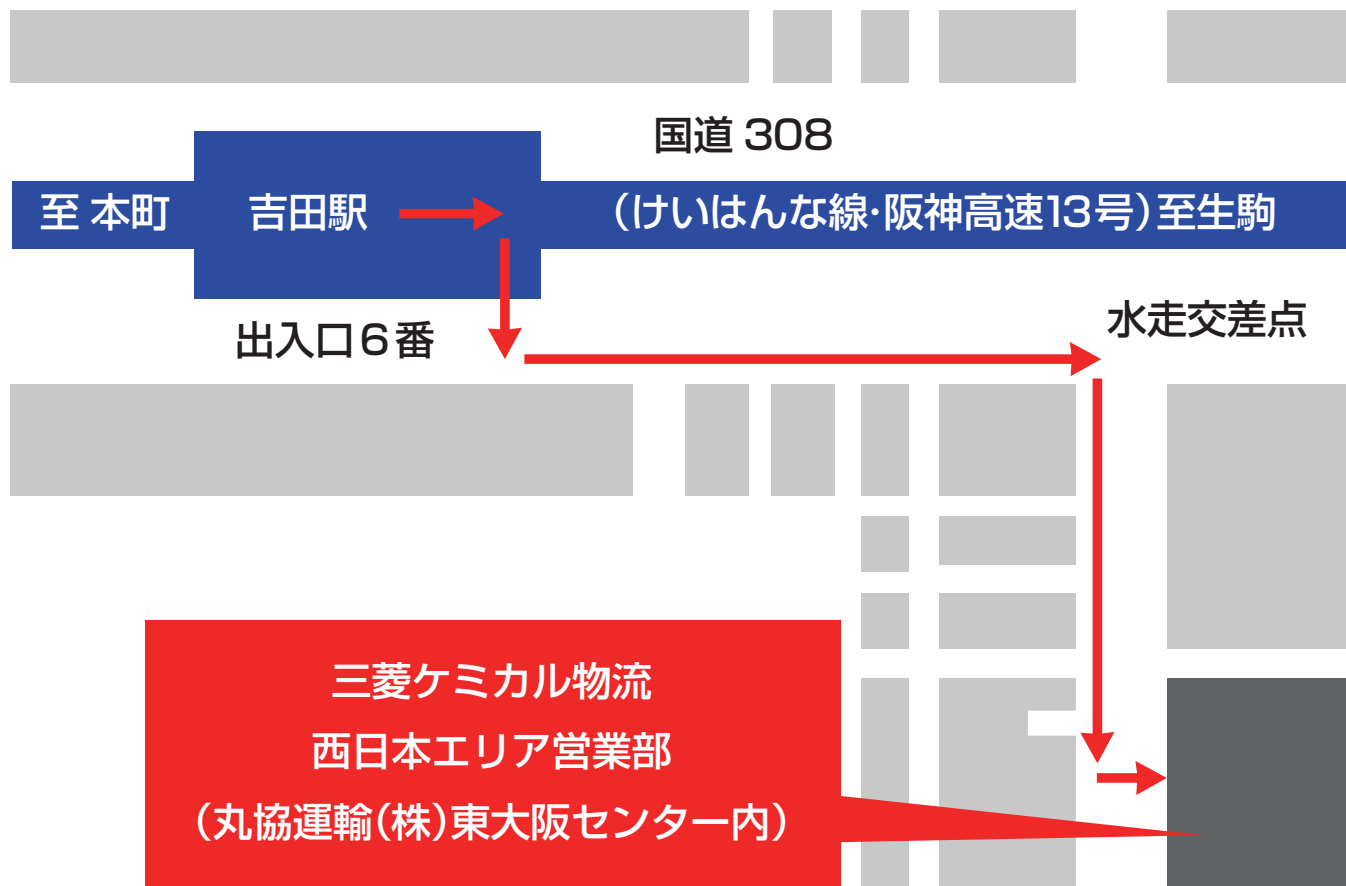 国道 308
至 本町
吉田駅
（けいはんな線・阪神高速13号）至生駒
出入口6番
水走交差点
三菱ケミカル物流
西日本エリア営業部
（丸協運輸（株）東大阪センター内）